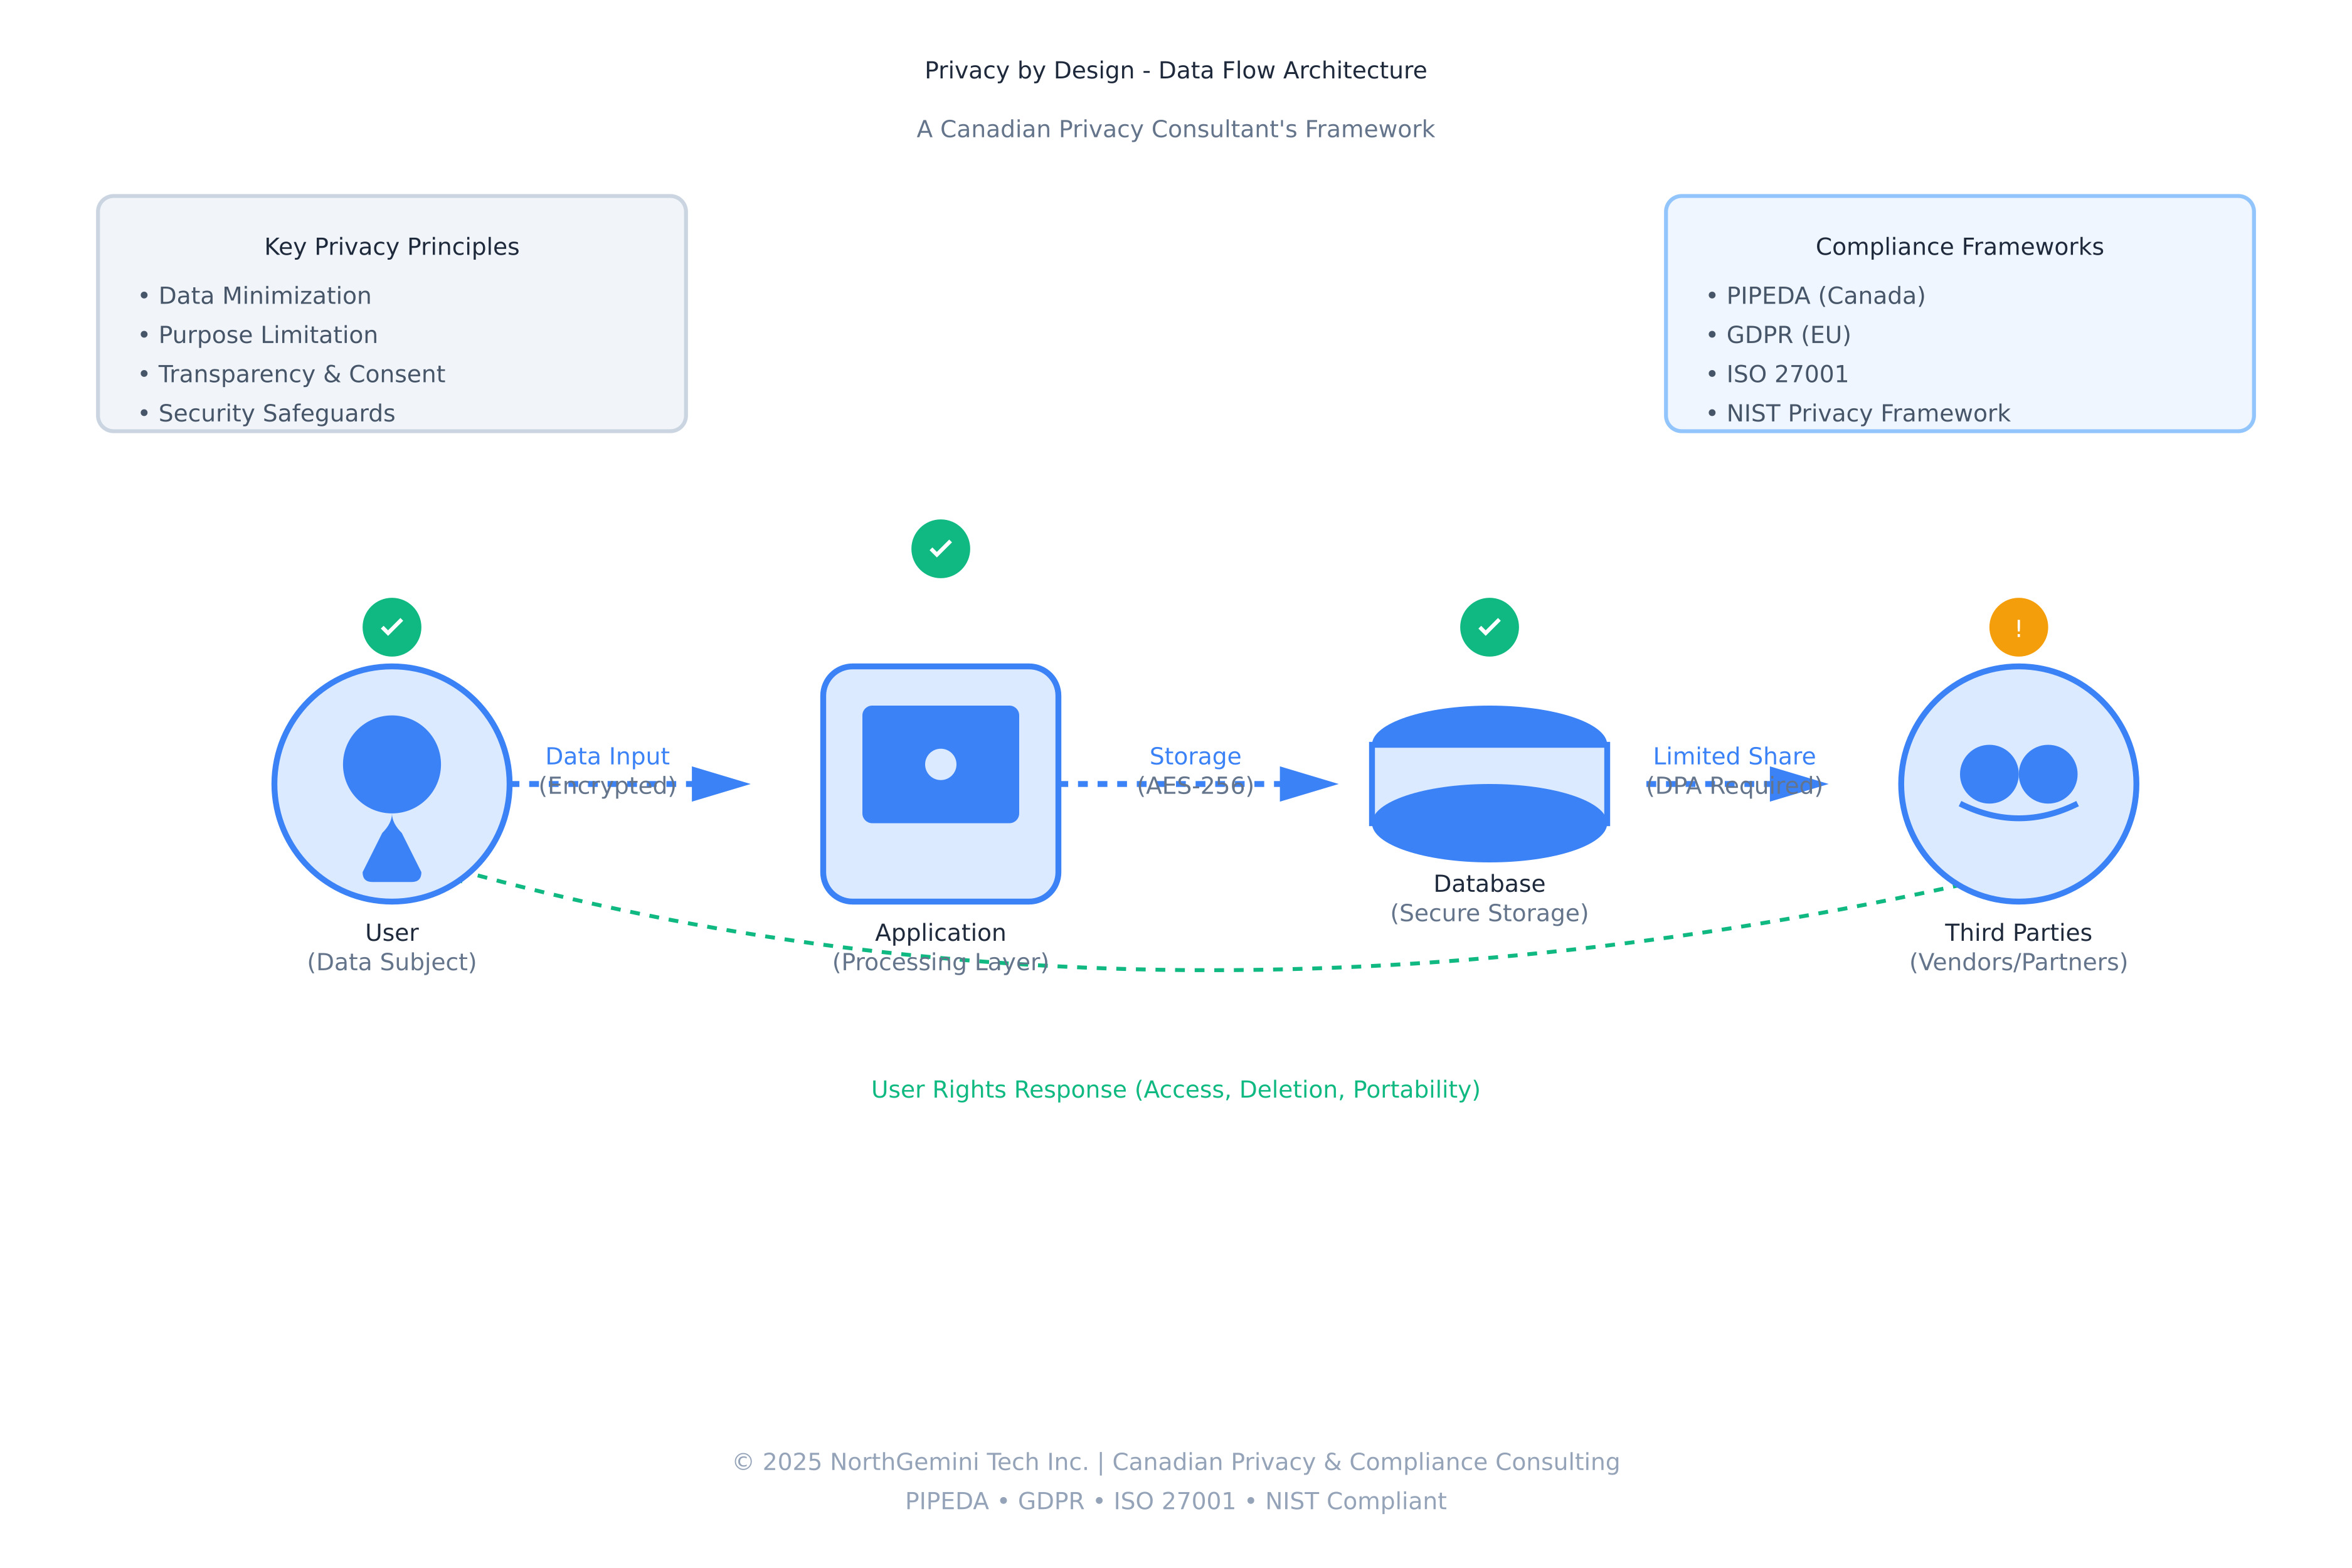 Privacy by Design - Data Flow Architecture
A Canadian Privacy Consultant's Framework
Key Privacy Principles
• Data Minimization
• Purpose Limitation
• Transparency & Consent
• Security Safeguards
Compliance Frameworks
• PIPEDA (Canada)
• GDPR (EU)
• ISO 27001
• NIST Privacy Framework
!
Data Input
(Encrypted)
Storage
(AES-256)
Limited Share
(DPA Required)
User
(Data Subject)
Application
(Processing Layer)
Database
(Secure Storage)
Third Parties
(Vendors/Partners)
User Rights Response (Access, Deletion, Portability)
© 2025 NorthGemini Tech Inc. | Canadian Privacy & Compliance Consulting
PIPEDA • GDPR • ISO 27001 • NIST Compliant